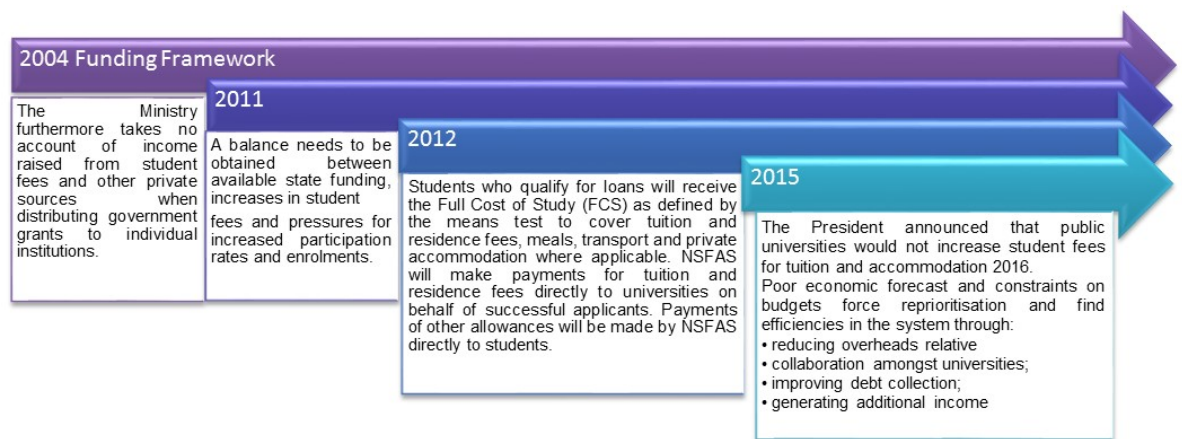 2004 Funding Framework
The Ministry
furthermore takes no
account of income
raised from student
fees and other private
sources when
distributing government
grants to individual
institutions.
2011
A balance needs to be
obtained between
available state funding,
increases in student
fees and pressures for
increased participation
rates and enrolments.
2012
Students who qualify for loans will receive
the Full Cost of Study (FCS) as defined by
the means test to cover tuition and
residence fees, meals, transport and private
accommodation where applicable. NSFAS
will make payments for tuition and
residence fees directly to universities on
behalf of successful applicants. Payments
of other allowances will be made by NSFAS
directly to students.
2015
The President announced that public
universities would not increase student fees
for tuition and accommodation 2016.
Poor economic forecast and constraints on
budgets force reprioritisation and find
efficiencies in the system through:
• reducing overheads relative
• collaboration amongst universities;
• improving debt collection;
• generating additional income